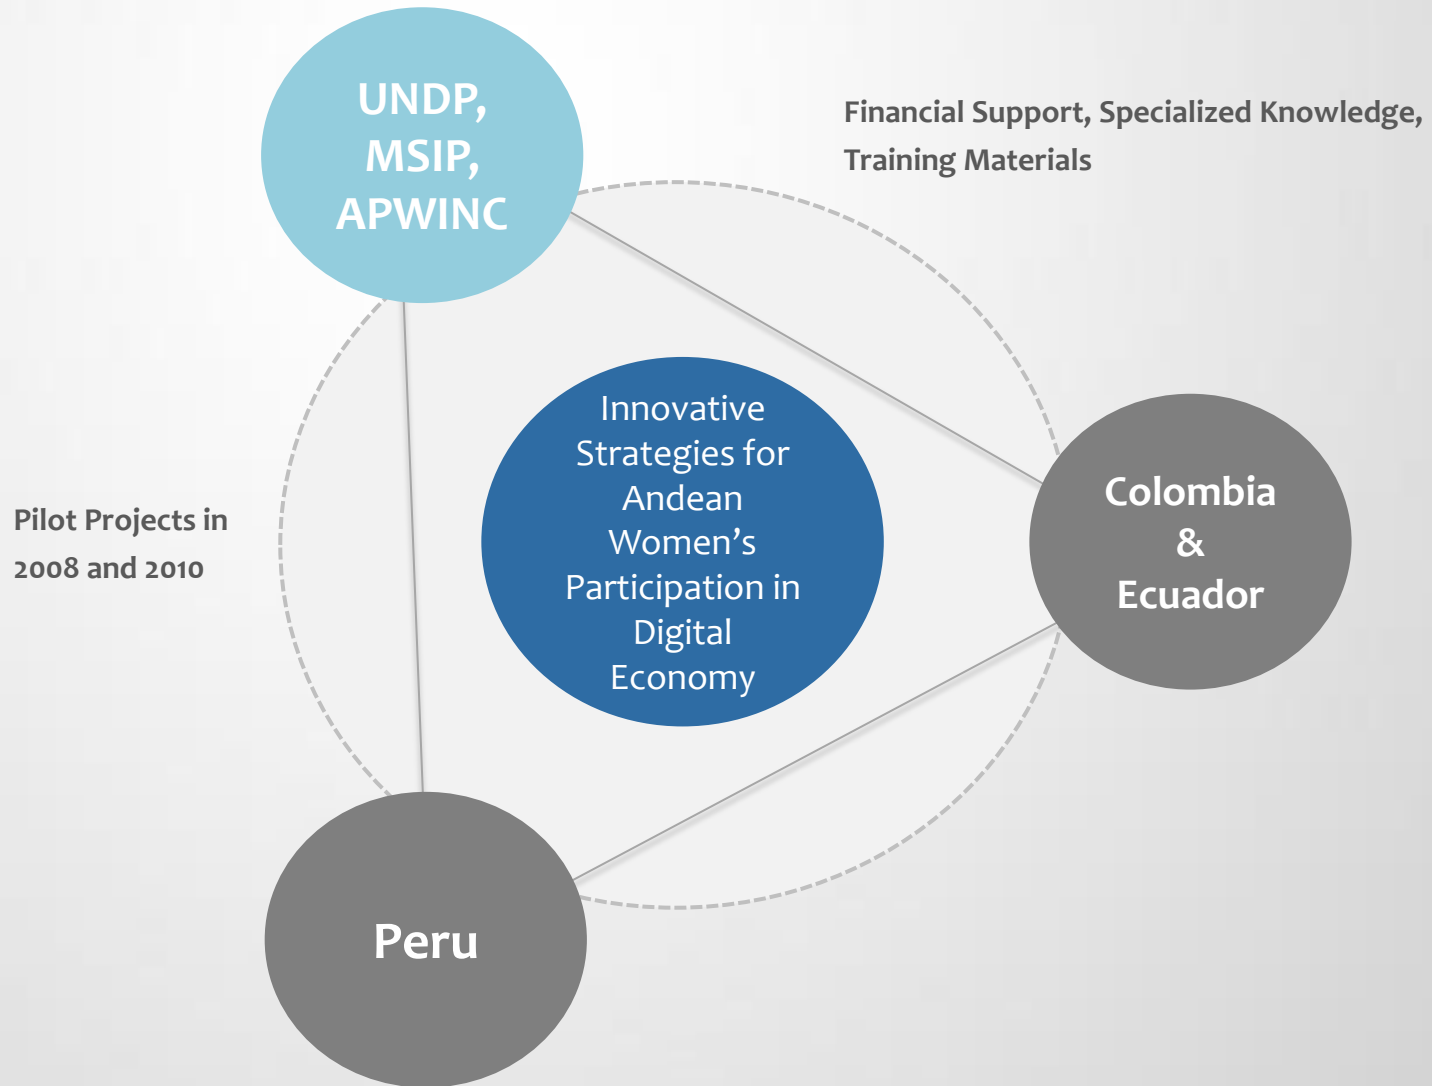 UNDP,
MSIP,
APWINC
Financial Support, Specialized Knowledge,
Training Materials
Innovative
Strategies for
Andean
Women’s
Participation in
Digital
Economy
Colombia
&
Ecuador
Pilot Projects in
2008 and 2010
Peru